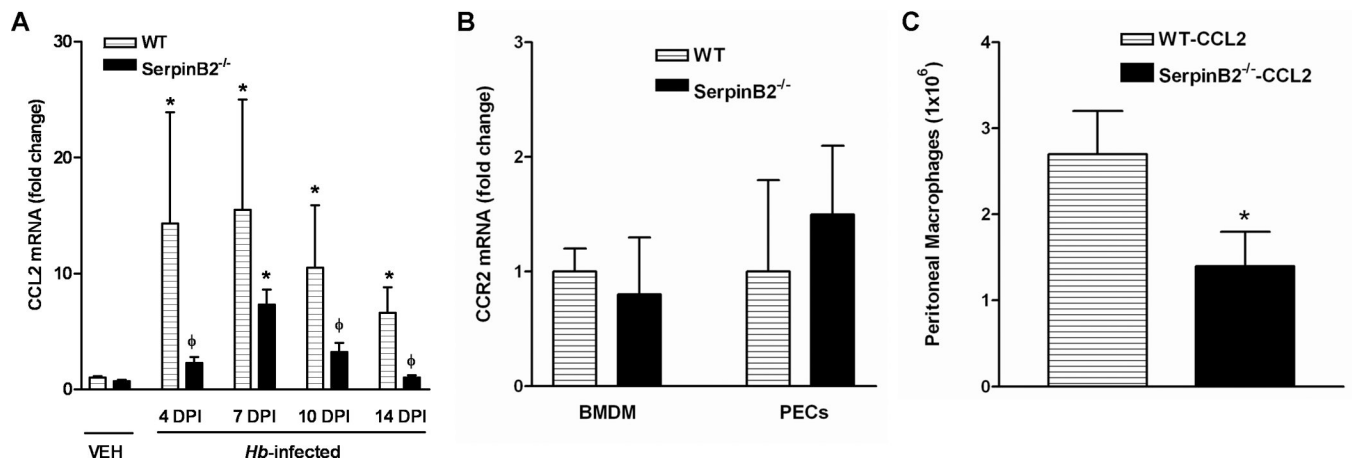 A
CCL2 mRNA (fold change)
30
20
10
0
WT
SerpinB2-/-
*
*
*
*
*
ϕ
ϕ
ϕ
4 DPI 7 DPI 10 DPI 14 DPI
VEH Hb-infected
B
CCR2 mRNA (fold change)
3
2
1
0
WT
SerpinB2-/-
BMDM PECs
C
Peritoneal Macrophages (1x10⁶)
4
3
2
1
0
WT-CCL2
SerpinB2-/--CCL2
*